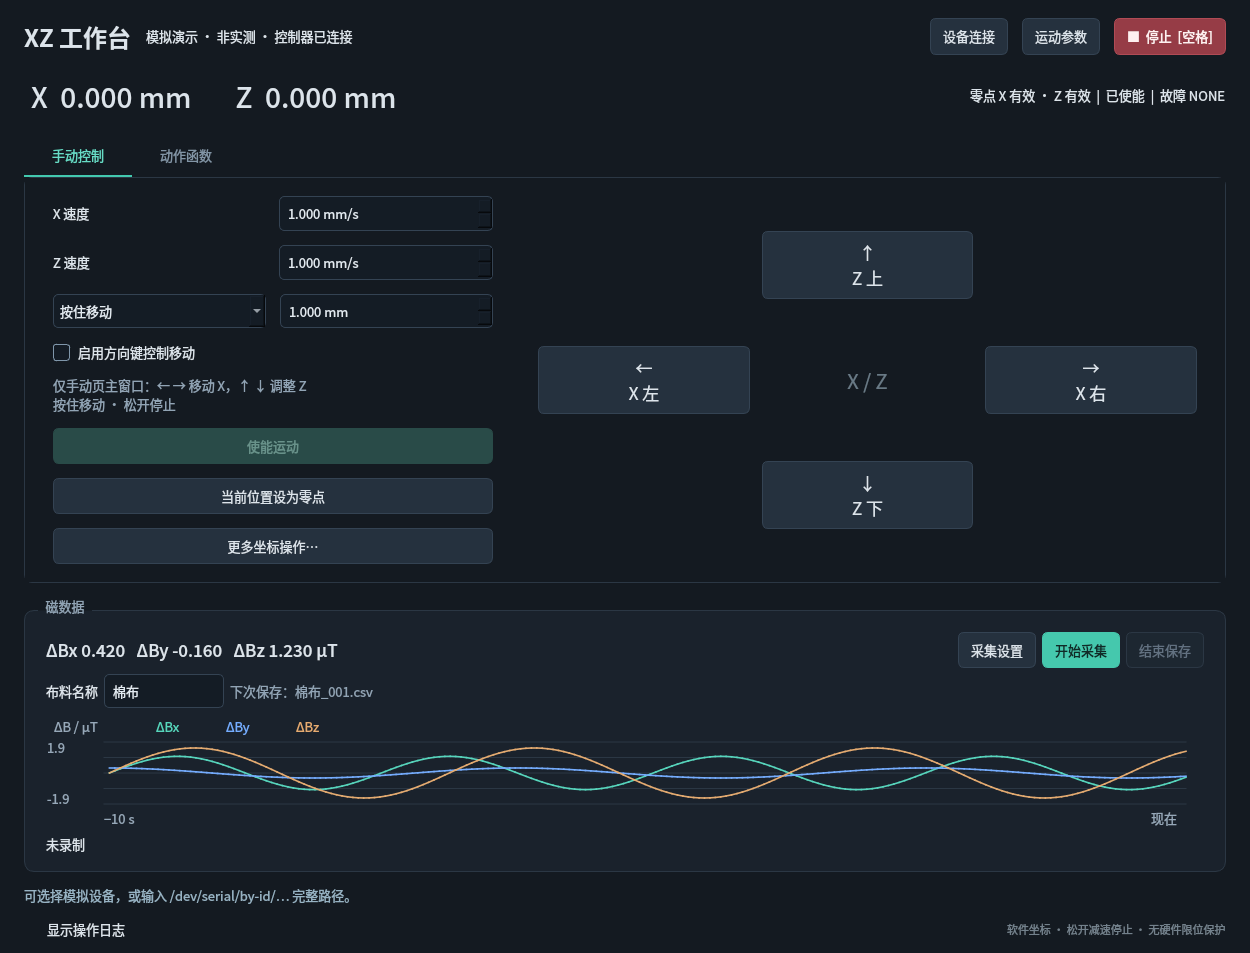 XZ 工作台 模拟演示 · 非实测 · 控制器已连接 设备连接 运动参数 ■ 停止 [空格]
X 0.000 mm Z 0.000 mm 零点 X 有效 · Z 有效 | 已使能 | 故障 NONE
手动控制 动作函数
X 速度 1.000 mm/s
Z 速度 1.000 mm/s
按住移动 1.000 mm
启用方向键控制移动
仅手动页主窗口：←→ 移动 X，↑ ↓ 调整 Z
按住移动 · 松开停止
使能运动
当前位置设为零点
更多坐标操作…
↑
Z 上
←
X 左
X / Z
→
X 右
↓
Z 下
磁数据
ΔBx 0.420 ΔBy -0.160 ΔBz 1.230 μT 采集设置 开始采集 结束保存
布料名称 棉布 下次保存：棉布_001.csv
ΔB / μT ΔBx ΔBy ΔBz
1.9
-1.9
−10 s 现在
未录制
可选择模拟设备，或输入 /dev/serial/by-id/… 完整路径。
显示操作日志 软件坐标 · 松开减速停止 · 无硬件限位保护